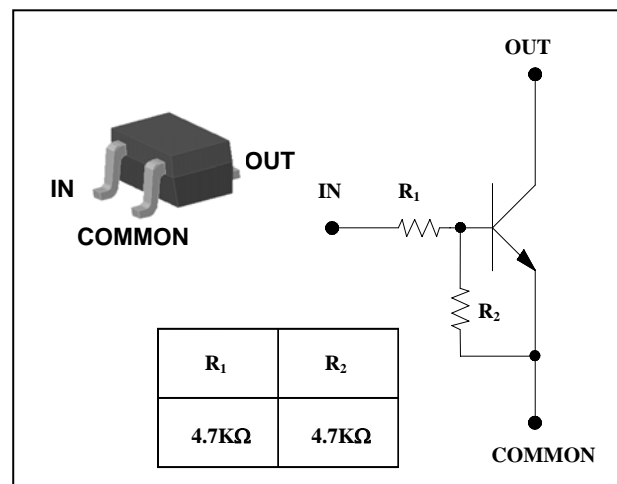 OUT
OUT
IN
IN
R₁
COMMON
R₂
R₁ R₂
4.7KΩ 4.7KΩ
COMMON